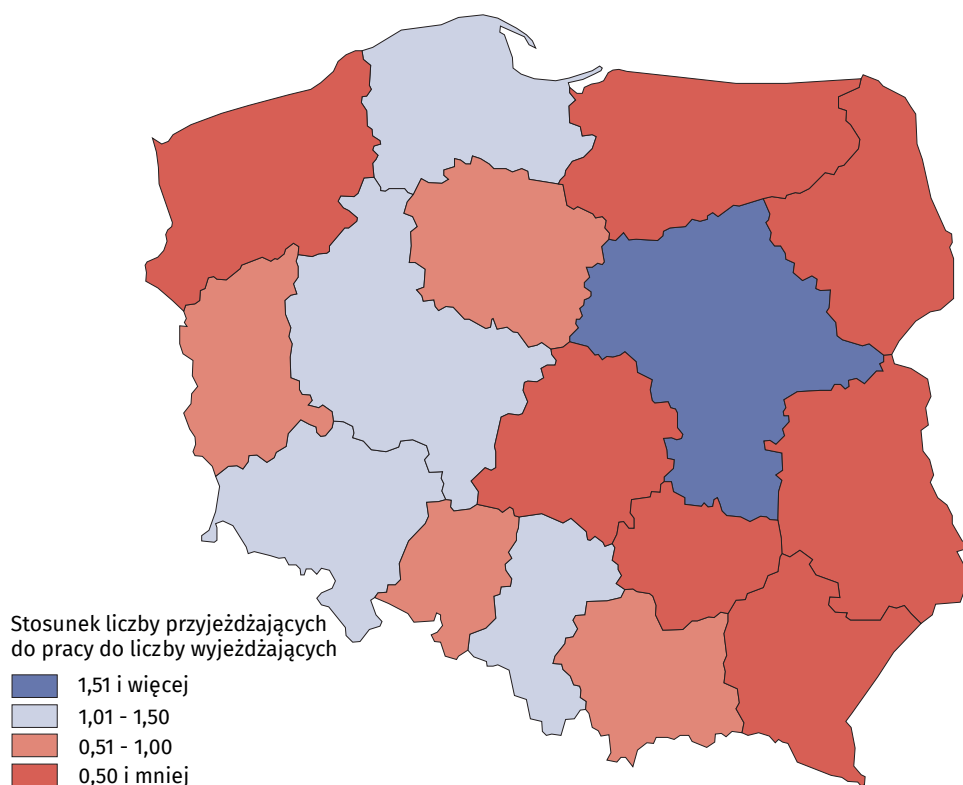 Stosunek liczby przyjeżdżających
do pracy do liczby wyjeżdżających
1,51 i więcej
1,01 - 1,50
0,51 - 1,00
0,50 i mniej